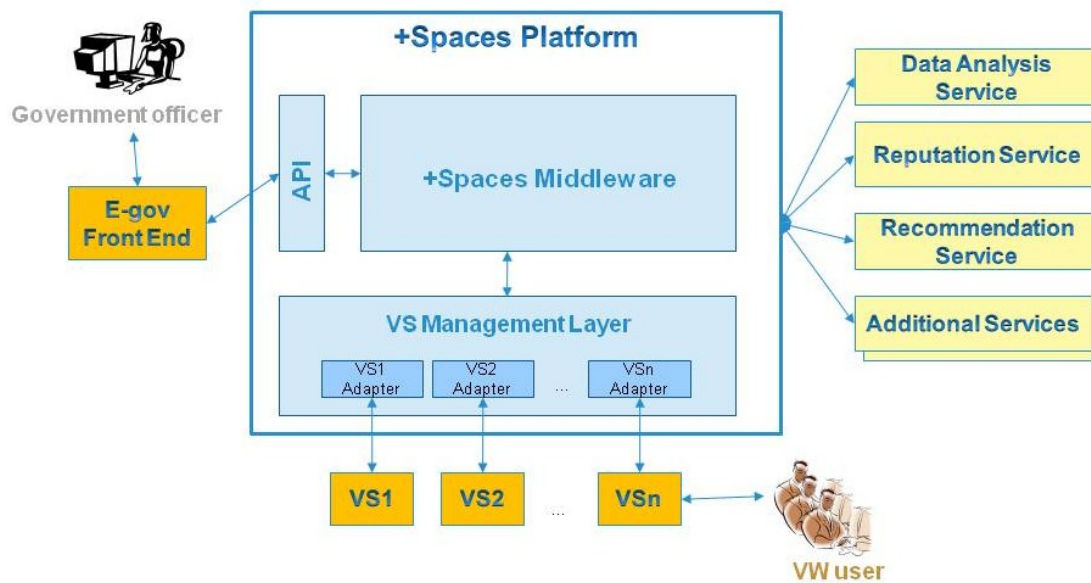 +Spaces Platform
Government officer
E-gov
Front End
API
+Spaces Middleware
VS Management Layer
VS1
Adapter
VS2
Adapter
...
VSn
Adapter
VS1
VS2
...
VSn
VW user
Data Analysis
Service
Reputation Service
Recommendation
Service
Additional Services